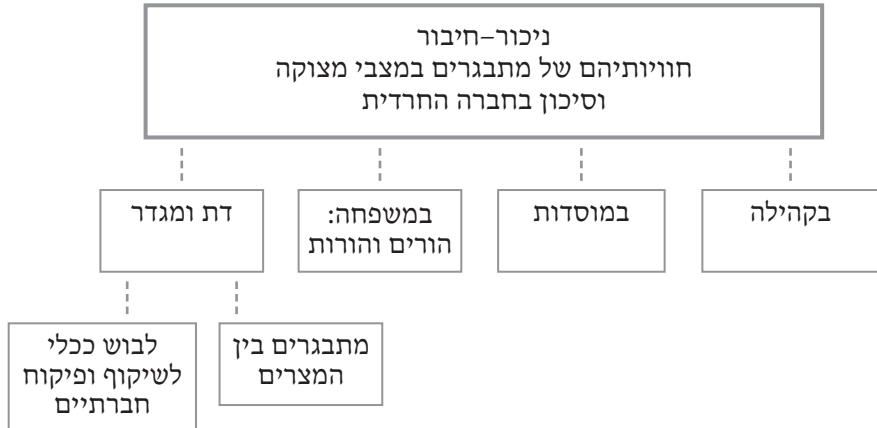 ניכור–חיבור
חוויותיהם של מתבגרים במצבי מצוקה
וסיכון בחברה החרדית
בקהילה
במוסדות
במשפחה:
הורים והורות
דת ומגדר
מתבגרים בין
המצרים
לבוש ככלי
לשיקוף ופיקוח
חברתיים